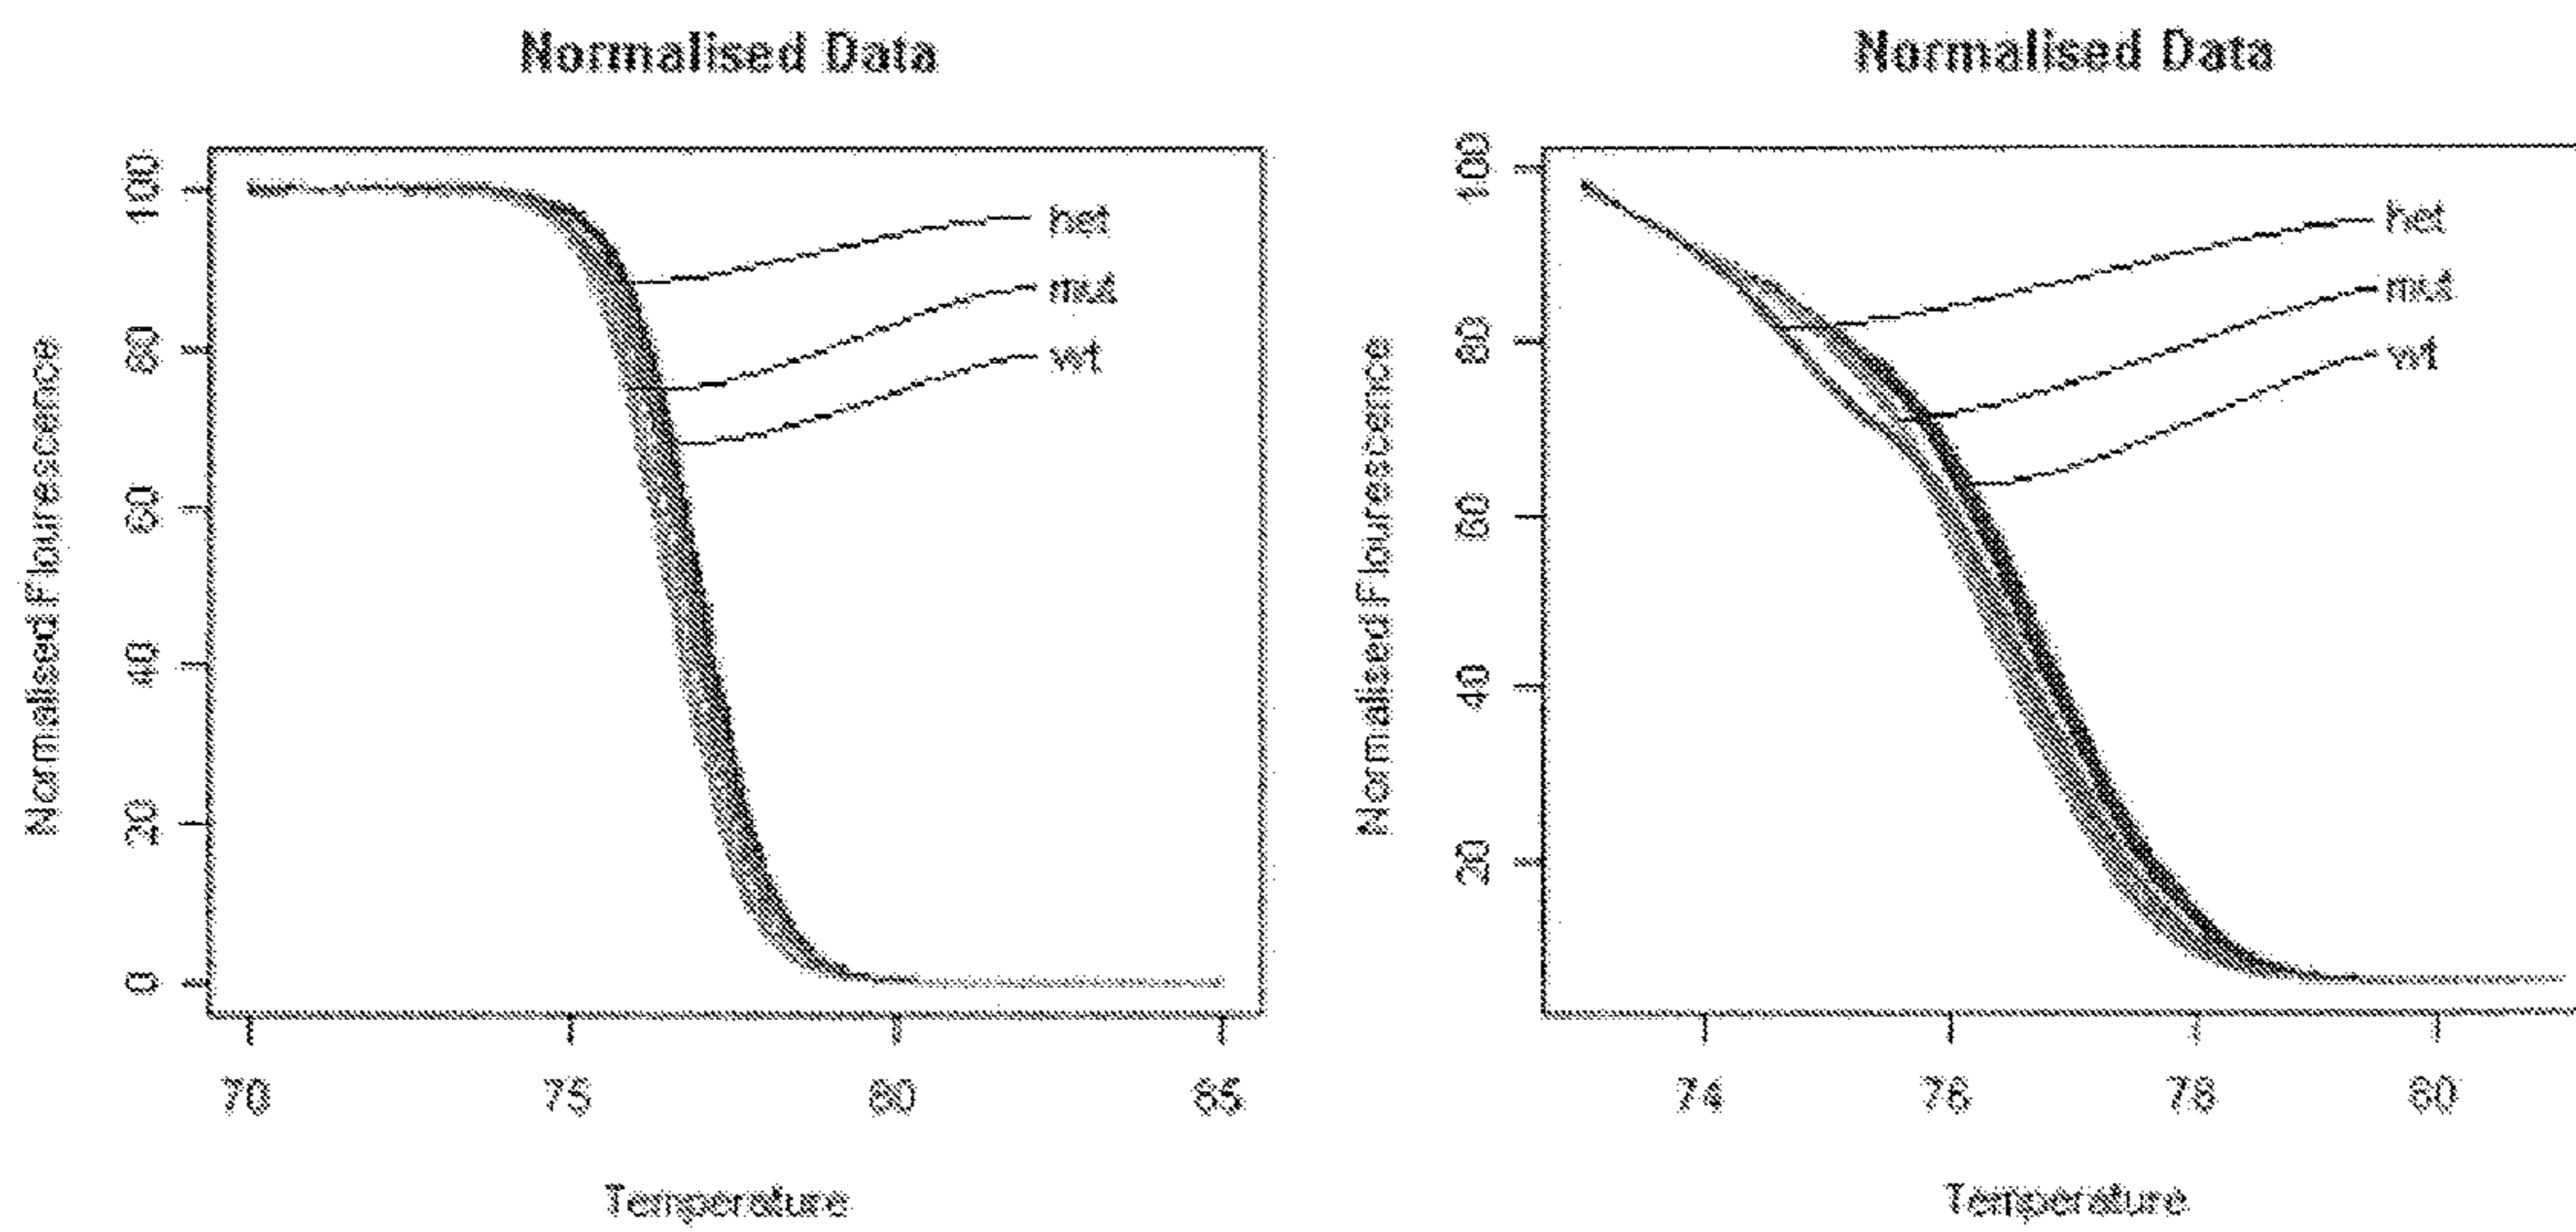 Normalised Data
Normalised Flourescence
100
80
60
40
20
0
het
mut
wt
70
75
80
85
Temperature
Normalised Data
Normalised Flourescence
100
80
60
40
20
het
mut
wt
74
76
78
80
Temperature